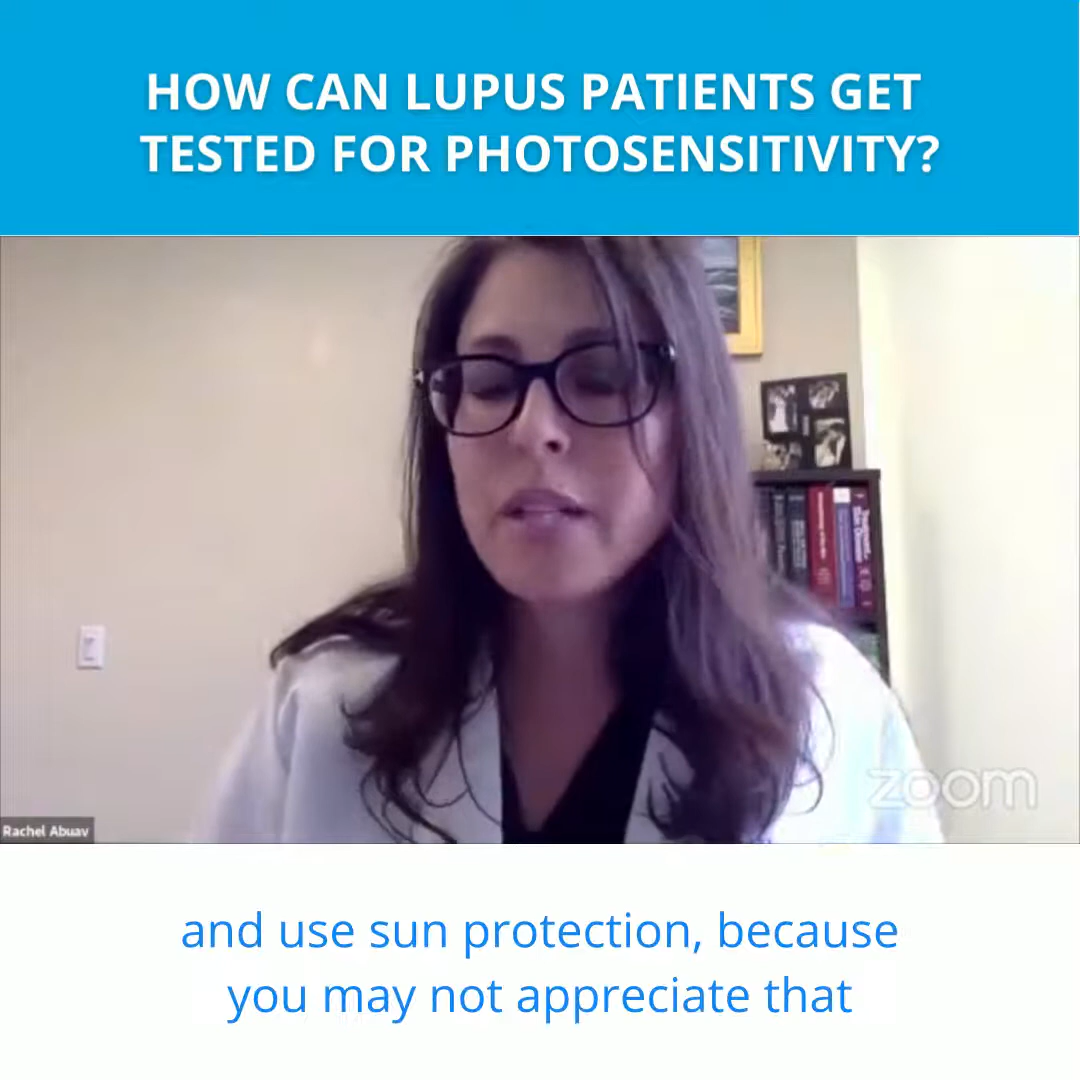 HOW CAN LUPUS PATIENTS GET
TESTED FOR PHOTOSENSITIVITY?
Rachel Abuav
zoom
and use sun protection, because
you may not appreciate that